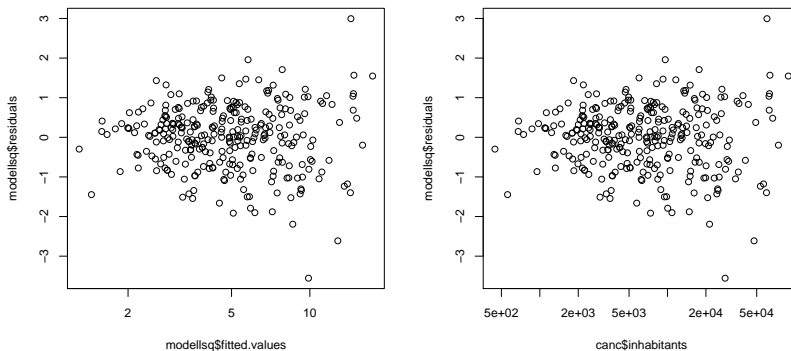 3
2
1
0
−1
−2
−3
modellsq$residuals
2
5
10
modellsq$fitted.values
3
2
1
0
−1
−2
−3
modellsq$residuals
5e+02
2e+03
5e+03
2e+04
5e+04
canc$inhabitants